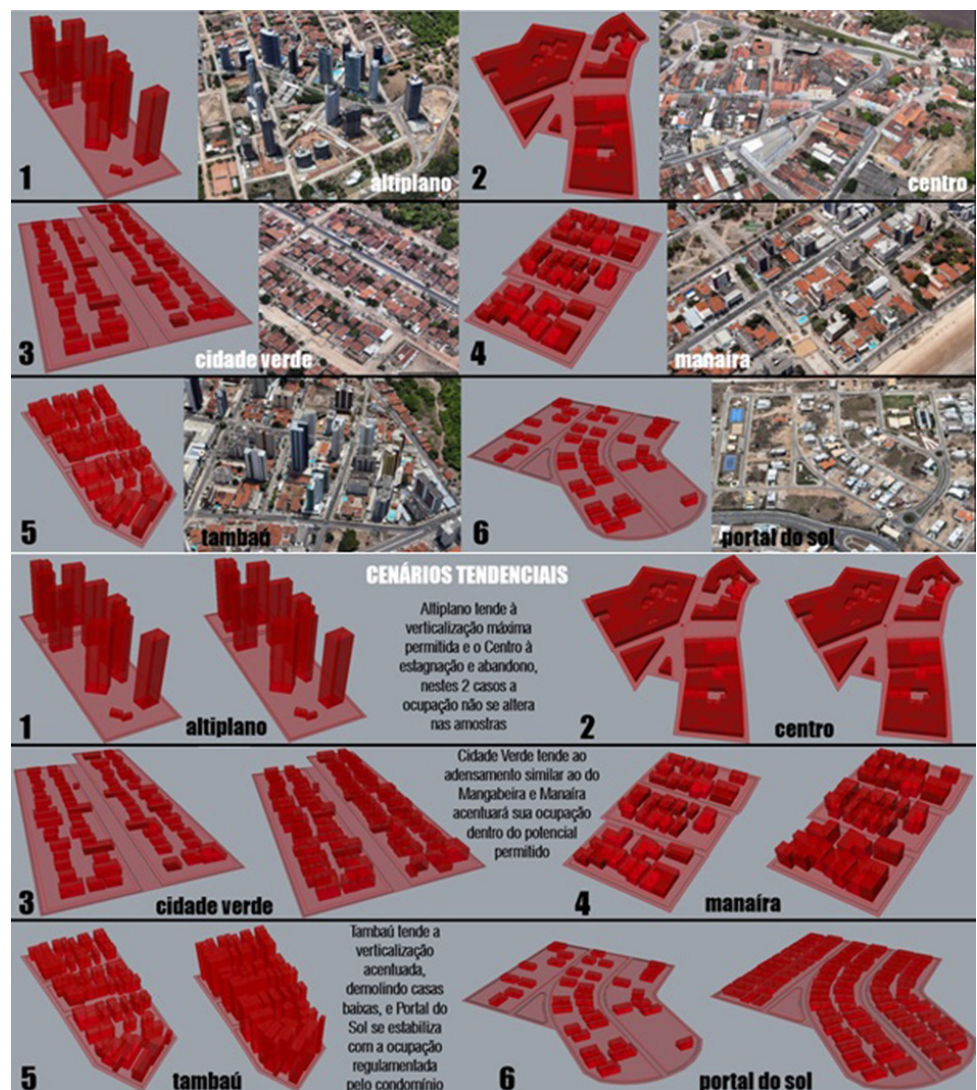 1
altiplano
2
centro
3
cidade verde
4
manaíra
5
tambaú
6
portal do sol
CENÁRIOS TENDENCIAIS
Altiplano tende à
verticalização máxima
permitida e o Centro à
estagnação e abandono,
nestes 2 casos a
ocupação não se altera
nas amostras
1
altiplano
2
centro
Cidade Verde tende ao
adensamento similar ao do
Mangabeira e Manaíra
acentuará sua ocupação
dentro do potencial
permitido
3
cidade verde
4
manaíra
Tambaú tende a
verticalização
acentuada,
demolindo casas
baixas, e Portal do
Sol se estabiliza
com a ocupação
regulamentada
pelo condomínio
5
tambaú
6
portal do sol